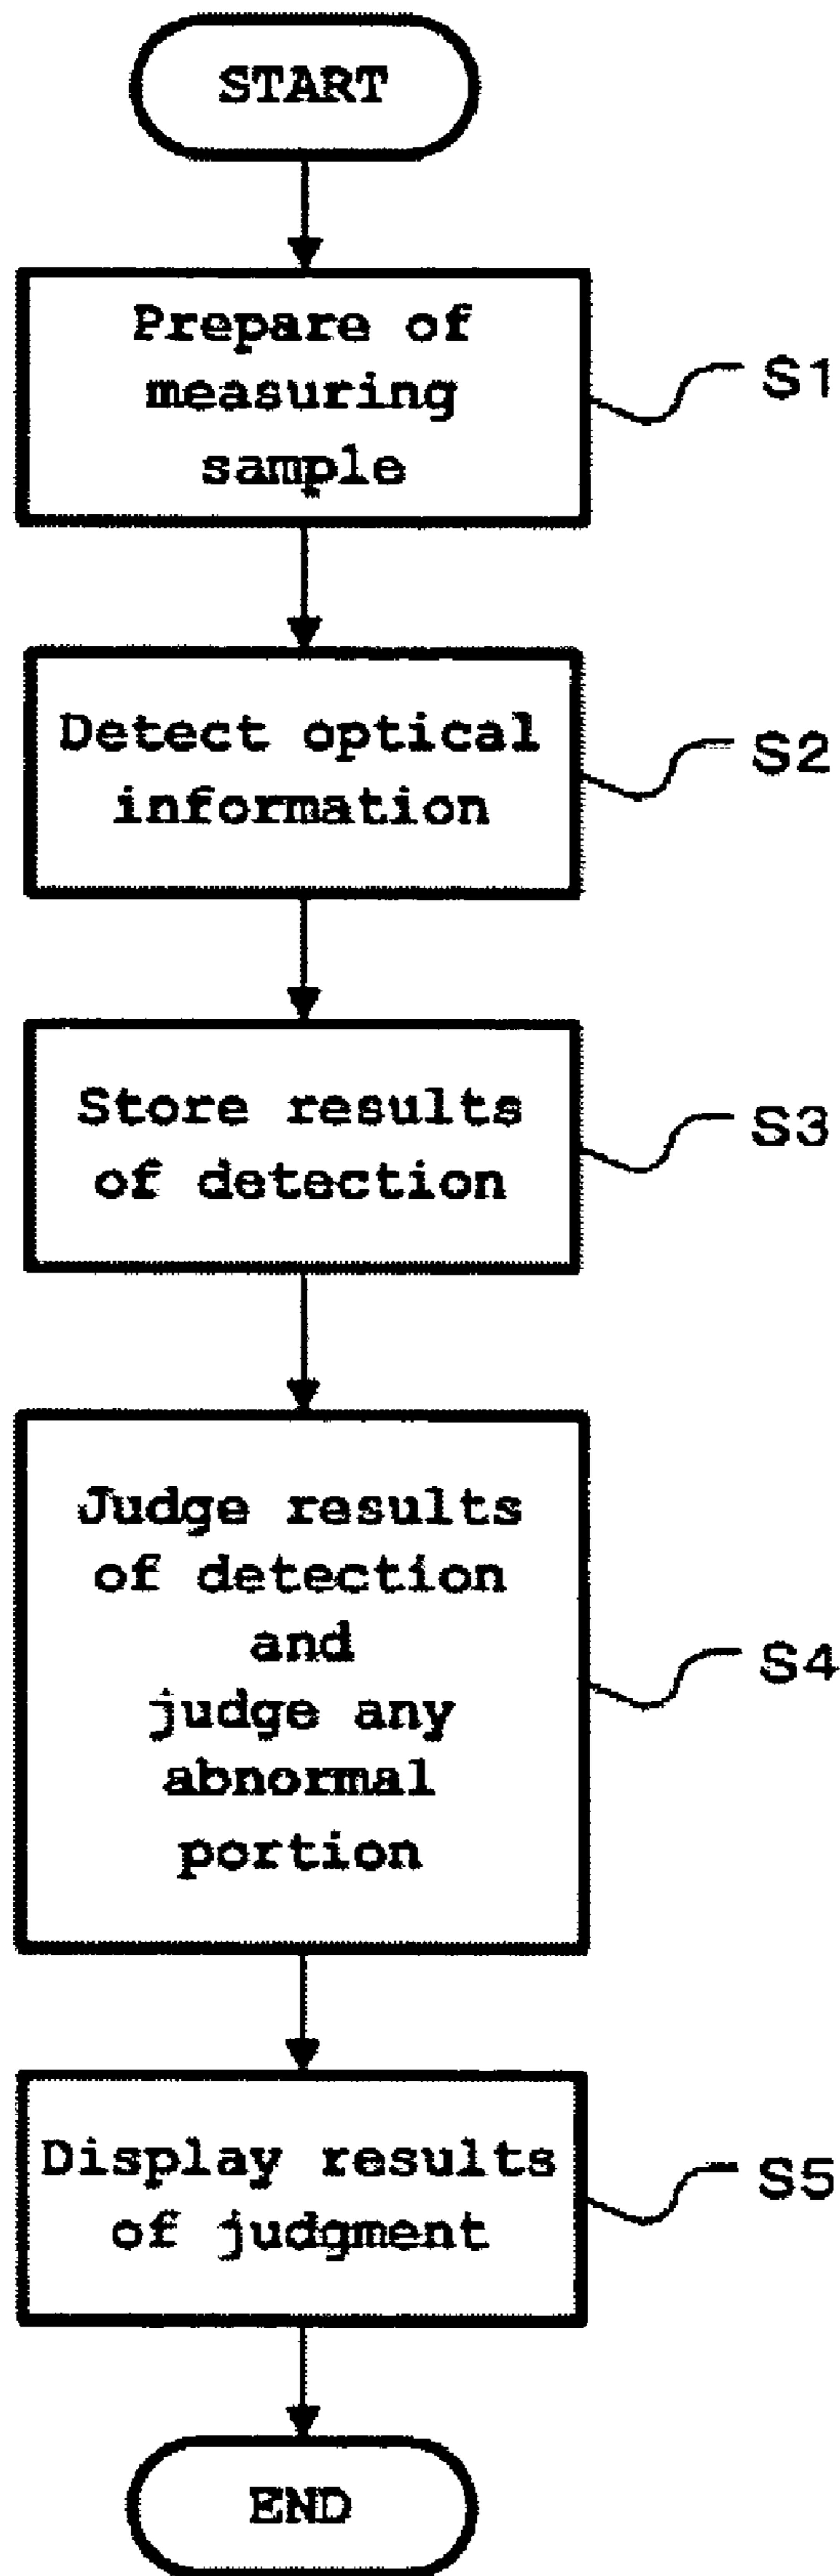 START
Prepare of
measuring
sample
S1
Detect optical
information
S2
Store results
of detection
S3
Judge results
of detection
and
judge any
abnormal
portion
S4
Display results
of judgment
S5
END